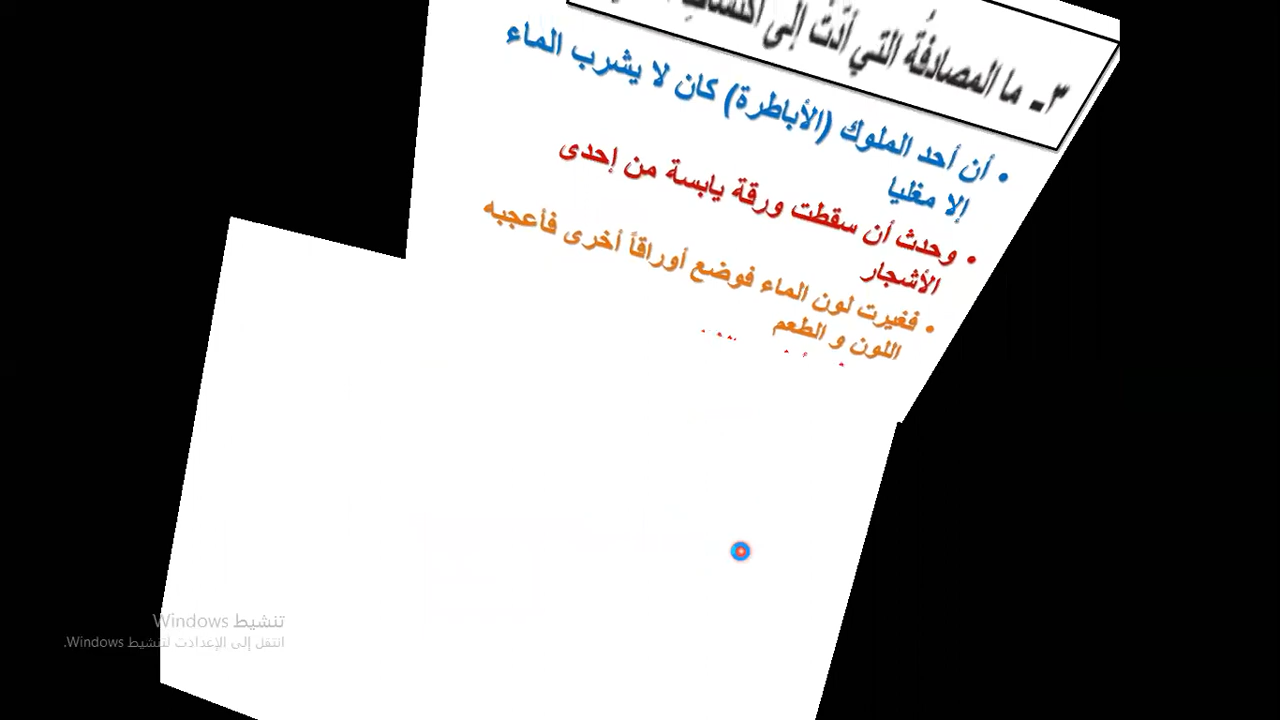 ٣ـ ما المصادفةُ التي أدّتْ إلى
• أن أحد الملوك (الأباطرة) كان لا يشرب الماء
إلا مغليا
• وحدث أن سقطت ورقة يابسة من إحدى
الأشجار
• فغيرت لون الماء فوضع أوراقاً أخرى فأعجبه
اللون و الطعم
تنشيط Windows
انتقل إلى الإعدادت لتنشيط Windows.